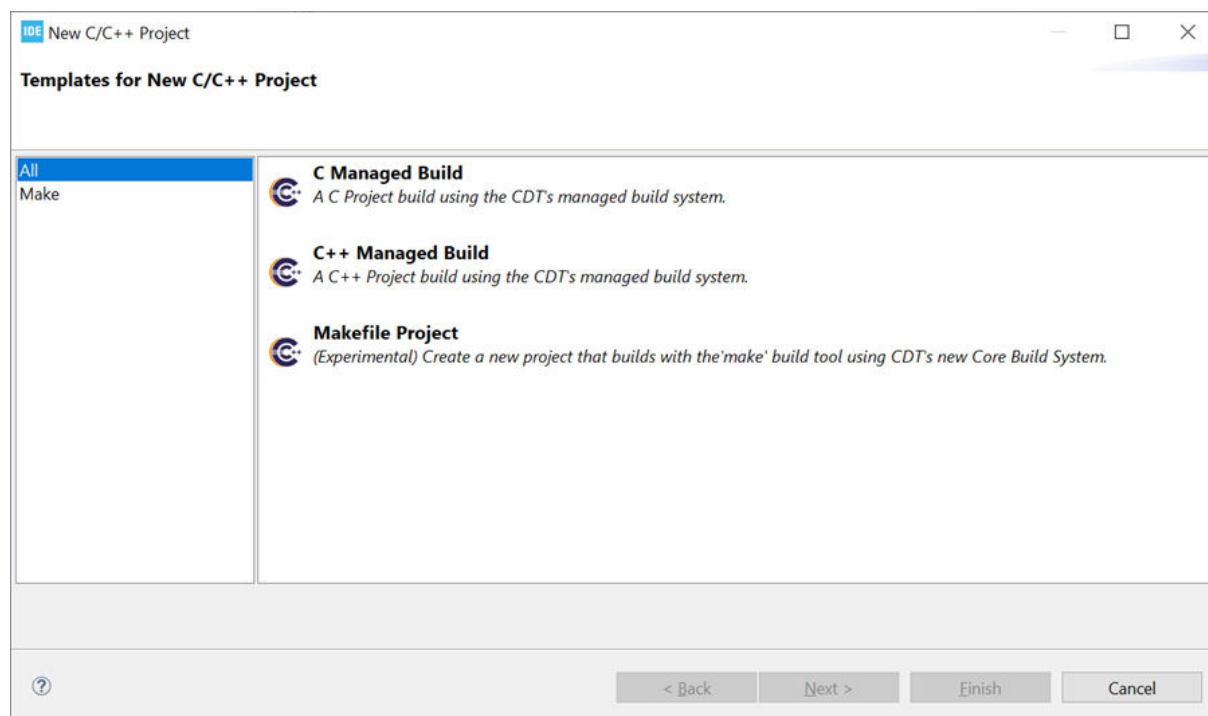 IDE New C/C++ Project
Templates for New C/C++ Project
All
Make
C Managed Build
A C Project build using the CDT's managed build system.
C++ Managed Build
A C++ Project build using the CDT's managed build system.
Makefile Project
(Experimental) Create a new project that builds with the'make' build tool using CDT's new Core Build System.
? < Back Next > Finish Cancel